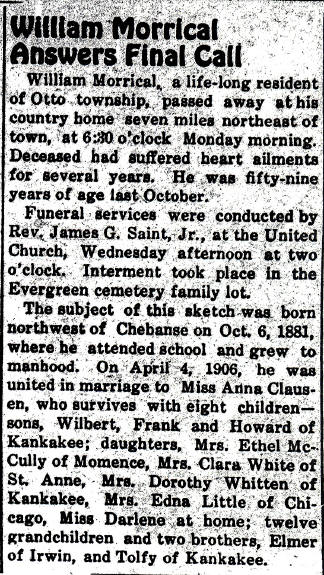 William Morrical
Answers Final Call
William Morrical, a life-long resident
of Otto township, passed away at his
country home seven miles northeast of
town, at 6:30 o'clock Monday morning.
Deceased had suffered heart ailments
for several years. He was fifty-nine
years of age last October.
Funeral services were conducted by
Rev. James G. Saint, Jr., at the United
Church, Wednesday afternoon at two
o'clock. Interment took place in the
Evergreen cemetery family lot.
The subject of this sketch was born
northwest of Chebanse on Oct. 6, 1881,
where he attended school and grew to
manhood. On April 4, 1906, he was
united in marriage to Miss Anna Claus-
en, who survives with eight children—
sons, Wilbert, Frank and Howard of
Kankakee; daughters, Mrs. Ethel Mc-
Cully of Momence, Mrs. Clara White of
St. Anne, Mrs. Dorothy Whitten of
Kankakee, Mrs. Edna Little of Chi-
cago, Miss Darlene at home; twelve
grandchildren and two brothers, Elmer
of Irwin, and Tolfy of Kankakee.